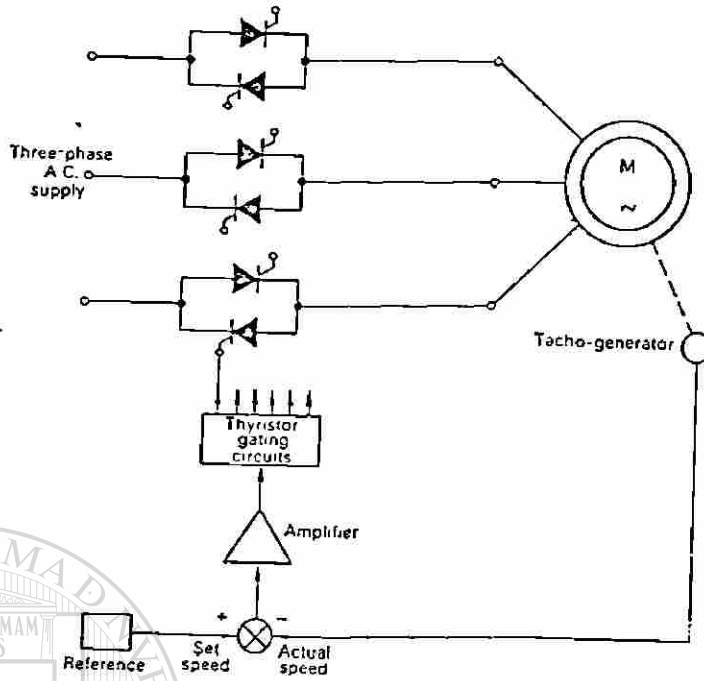 Three-phase
A.C.
supply
M
~
Tacho-generator
Thyristor
gating
circuits
Amplifier
+
−
Reference
Set
speed
Actual
speed